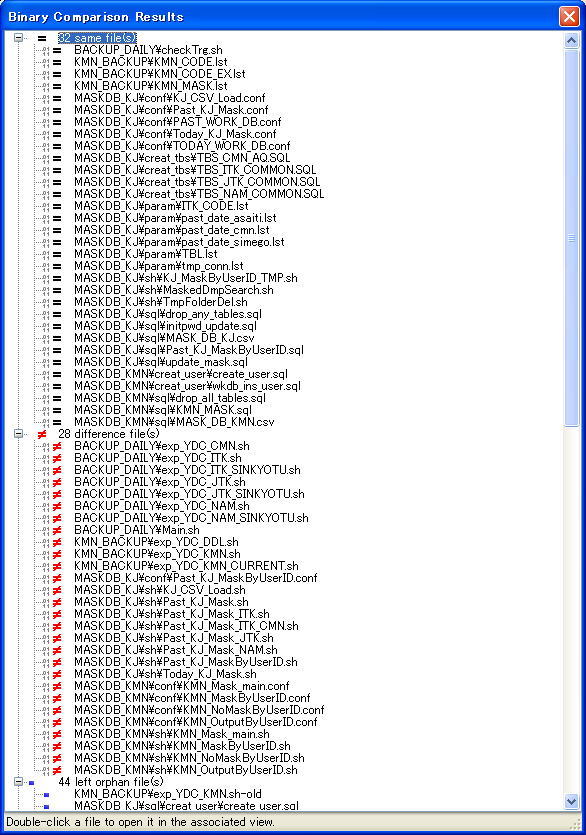 Binary Comparison Results
32 same file(s)
BACKUP_DAILY¥checkTrg.sh
KMN_BACKUP¥KMN_CODE.lst
KMN_BACKUP¥KMN_CODE_EX.lst
KMN_BACKUP¥KMN_MASK.lst
MASKDB_KJ¥conf¥KJ_CSV_Load.conf
MASKDB_KJ¥conf¥Past_KJ_Mask.conf
MASKDB_KJ¥conf¥PAST_WORK_DB.conf
MASKDB_KJ¥conf¥Today_KJ_Mask.conf
MASKDB_KJ¥conf¥TODAY_WORK_DB.conf
MASKDB_KJ¥creat_tbs¥TBS_CMN_AQ.SQL
MASKDB_KJ¥creat_tbs¥TBS_ITK_COMMON.SQL
MASKDB_KJ¥creat_tbs¥TBS_JTK_COMMON.SQL
MASKDB_KJ¥creat_tbs¥TBS_NAM_COMMON.SQL
MASKDB_KJ¥param¥ITK_CODE.lst
MASKDB_KJ¥param¥past_date_asaiti.lst
MASKDB_KJ¥param¥past_date_cmn.lst
MASKDB_KJ¥param¥past_date_simego.lst
MASKDB_KJ¥param¥TBL.lst
MASKDB_KJ¥param¥tmp_conn.lst
MASKDB_KJ¥sh¥KJ_MaskByUserID_TMP.sh
MASKDB_KJ¥sh¥MaskedDmpSearch.sh
MASKDB_KJ¥sh¥TmpFolderDel.sh
MASKDB_KJ¥sql¥drop_any_tables.sql
MASKDB_KJ¥sql¥initpwd_update.sql
MASKDB_KJ¥sql¥MASK_DB_KJ.csv
MASKDB_KJ¥sql¥Past_KJ_MaskByUserID.sql
MASKDB_KJ¥sql¥update_mask.sql
MASKDB_KMN¥creat_user¥create_user.sql
MASKDB_KMN¥creat_user¥wkdb_ins_user.sql
MASKDB_KMN¥sql¥drop_all_tables.sql
MASKDB_KMN¥sql¥KMN_MASK.sql
MASKDB_KMN¥sql¥MASK_DB_KMN.csv
28 difference file(s)
BACKUP_DAILY¥exp_YDC_CMN.sh
BACKUP_DAILY¥exp_YDC_ITK.sh
BACKUP_DAILY¥exp_YDC_ITK_SINKYOTU.sh
BACKUP_DAILY¥exp_YDC_JTK.sh
BACKUP_DAILY¥exp_YDC_JTK_SINKYOTU.sh
BACKUP_DAILY¥exp_YDC_NAM.sh
BACKUP_DAILY¥exp_YDC_NAM_SINKYOTU.sh
BACKUP_DAILY¥Main.sh
KMN_BACKUP¥exp_YDC_DDL.sh
KMN_BACKUP¥exp_YDC_KMN.sh
KMN_BACKUP¥exp_YDC_KMN_CURRENT.sh
MASKDB_KJ¥conf¥Past_KJ_MaskByUserID.conf
MASKDB_KJ¥sh¥KJ_CSV_Load.sh
MASKDB_KJ¥sh¥Past_KJ_Mask.sh
MASKDB_KJ¥sh¥Past_KJ_Mask_ITK.sh
MASKDB_KJ¥sh¥Past_KJ_Mask_ITK_CMN.sh
MASKDB_KJ¥sh¥Past_KJ_Mask_JTK.sh
MASKDB_KJ¥sh¥Past_KJ_Mask_NAM.sh
MASKDB_KJ¥sh¥Past_KJ_MaskByUserID.sh
MASKDB_KJ¥sh¥Today_KJ_Mask.sh
MASKDB_KMN¥conf¥KMN_Mask_main.conf
MASKDB_KMN¥conf¥KMN_MaskByUserID.conf
MASKDB_KMN¥conf¥KMN_NoMaskByUserID.conf
MASKDB_KMN¥conf¥KMN_OutputByUserID.conf
MASKDB_KMN¥sh¥KMN_Mask_main.sh
MASKDB_KMN¥sh¥KMN_MaskByUserID.sh
MASKDB_KMN¥sh¥KMN_NoMaskByUserID.sh
MASKDB_KMN¥sh¥KMN_OutputByUserID.sh
44 left orphan file(s)
KMN_BACKUP¥exp_YDC_KMN.sh-old
MASKDB_KJ¥sql¥creat_user¥create_user.sql
Double-click a file to open it in the associated view.